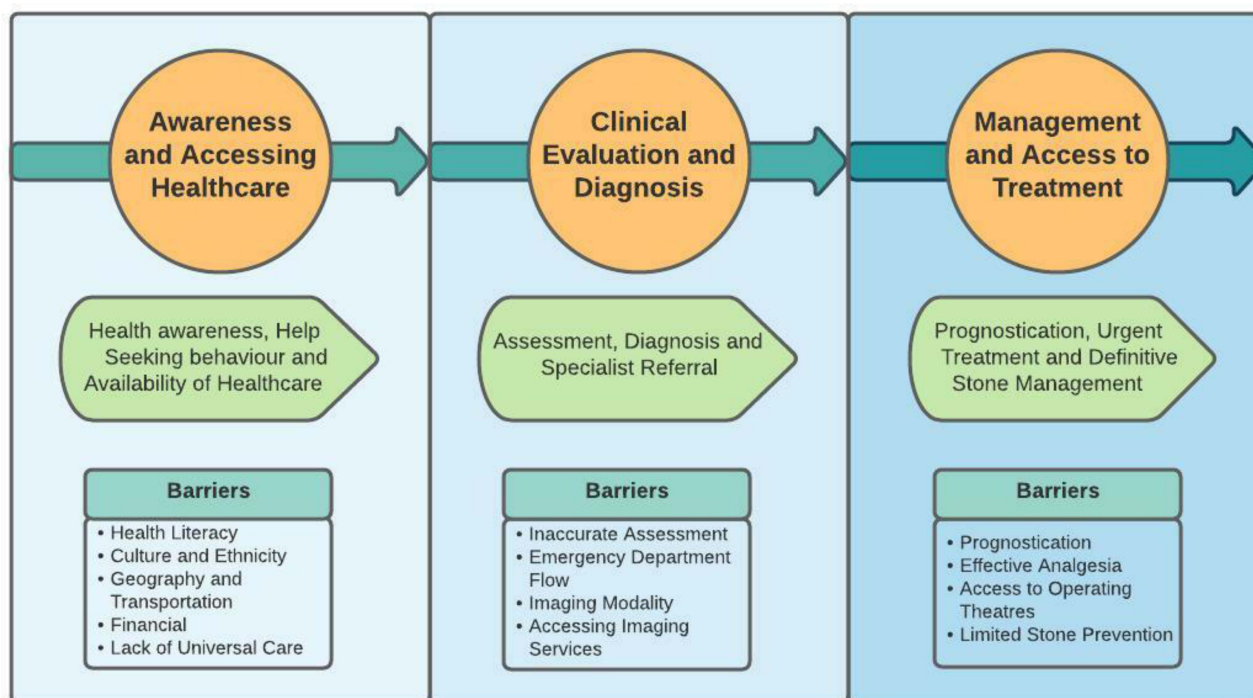 Awareness
and Accessing
Healthcare
Health awareness, Help
Seeking behaviour and
Availability of Healthcare
Barriers
• Health Literacy
• Culture and Ethnicity
• Geography and
Transportation
• Financial
• Lack of Universal Care
Clinical
Evaluation and
Diagnosis
Assessment, Diagnosis and
Specialist Referral
Barriers
• Inaccurate Assessment
• Emergency Department
Flow
• Imaging Modality
• Accessing Imaging
Services
Management
and Access to
Treatment
Prognostication, Urgent
Treatment and Definitive
Stone Management
Barriers
• Prognostication
• Effective Analgesia
• Access to Operating
Theatres
• Limited Stone Prevention